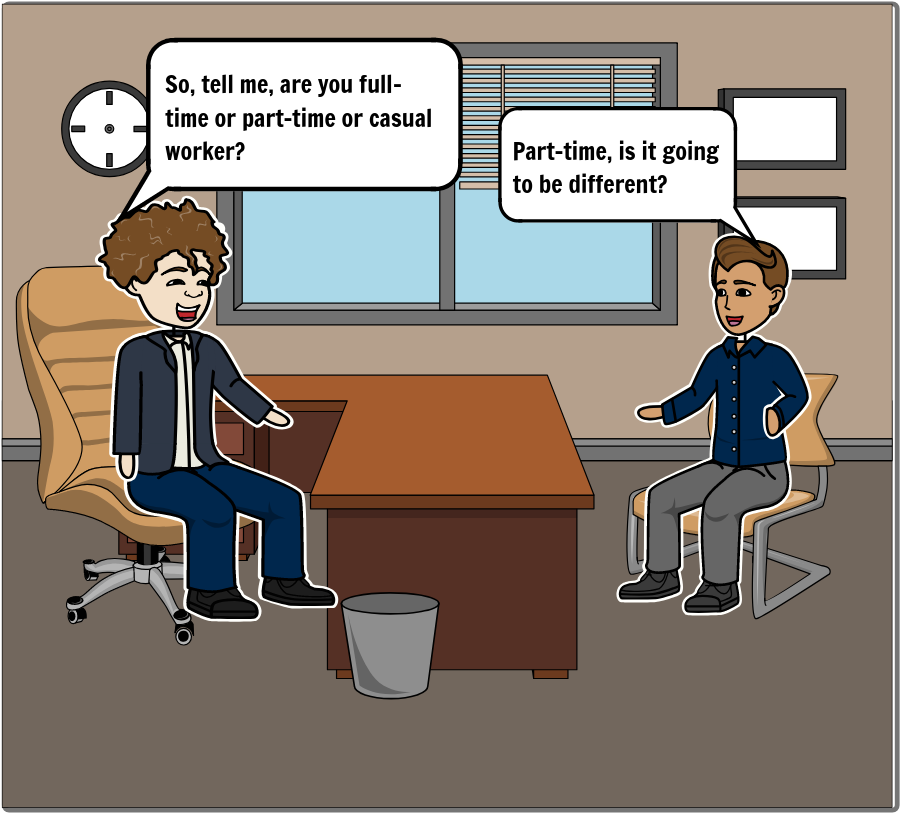 So, tell me, are you full-
time or part-time or casual
worker?
Part-time, is it going
to be different?